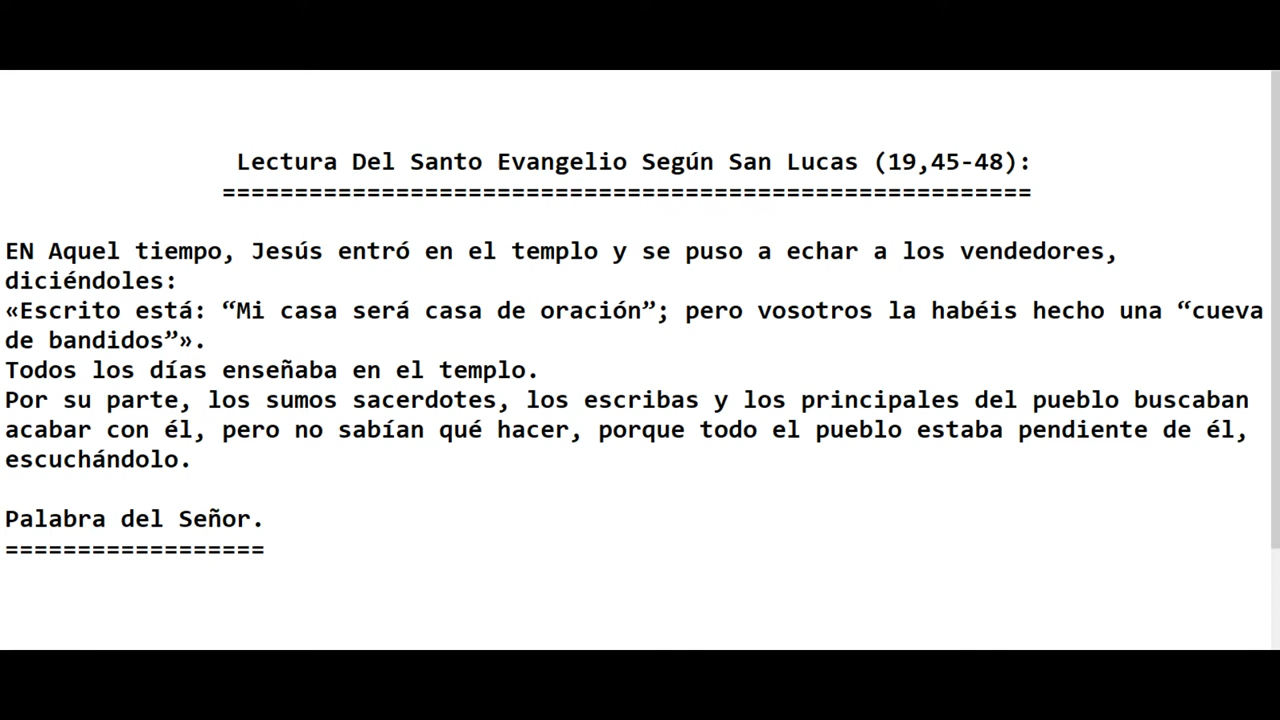 Lectura Del Santo Evangelio Según San Lucas (19,45-48):
========================================================
EN Aquel tiempo, Jesús entró en el templo y se puso a echar a los vendedores,
diciéndoles:
«Escrito está: “Mi casa será casa de oración”; pero vosotros la habéis hecho una “cueva
de bandidos”».
Todos los días enseñaba en el templo.
Por su parte, los sumos sacerdotes, los escribas y los principales del pueblo buscaban
acabar con él, pero no sabían qué hacer, porque todo el pueblo estaba pendiente de él,
escuchándolo.
Palabra del Señor.
==================